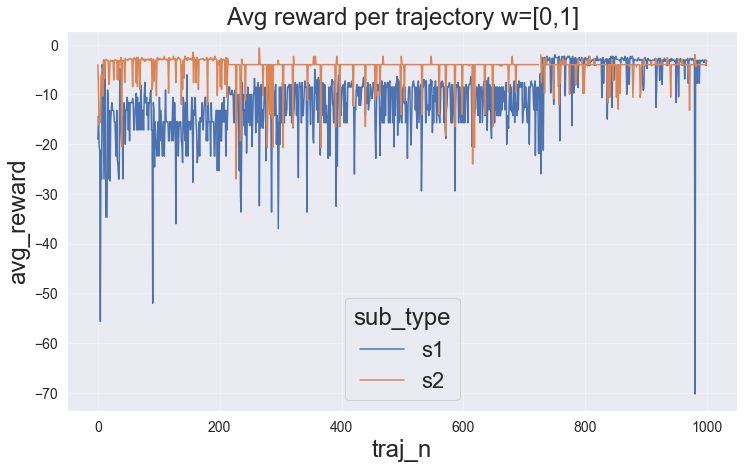 Avg reward per trajectory w=[0,1]
avg_reward
0
−10
−20
−30
−40
−50
−60
−70
sub_type
s1
s2
0 200 400 600 800 1000
traj_n